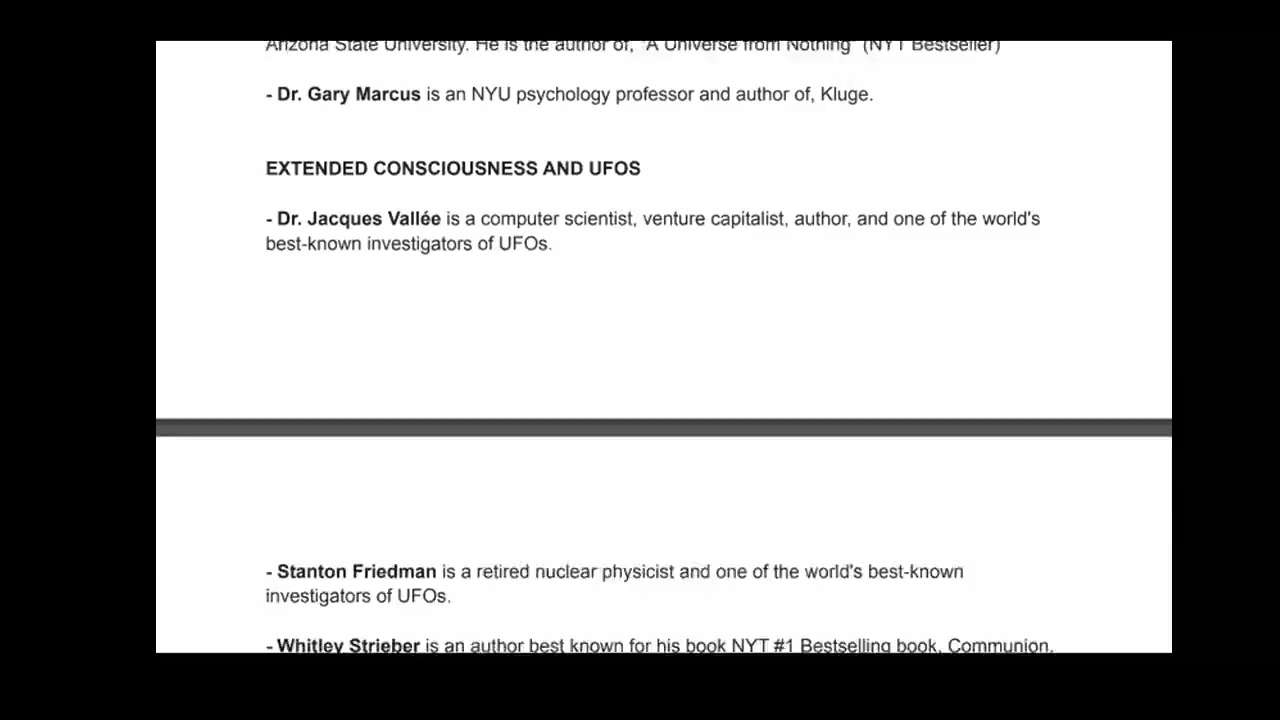 Arizona State University. He is the author of, "A Universe from Nothing" (NYT Bestseller)
- Dr. Gary Marcus is an NYU psychology professor and author of, Kluge.
EXTENDED CONSCIOUSNESS AND UFOS
- Dr. Jacques Vallée is a computer scientist, venture capitalist, author, and one of the world's
best-known investigators of UFOs.
- Stanton Friedman is a retired nuclear physicist and one of the world's best-known
investigators of UFOs.
- Whitley Strieber is an author best known for his book NYT #1 Bestselling book, Communion.